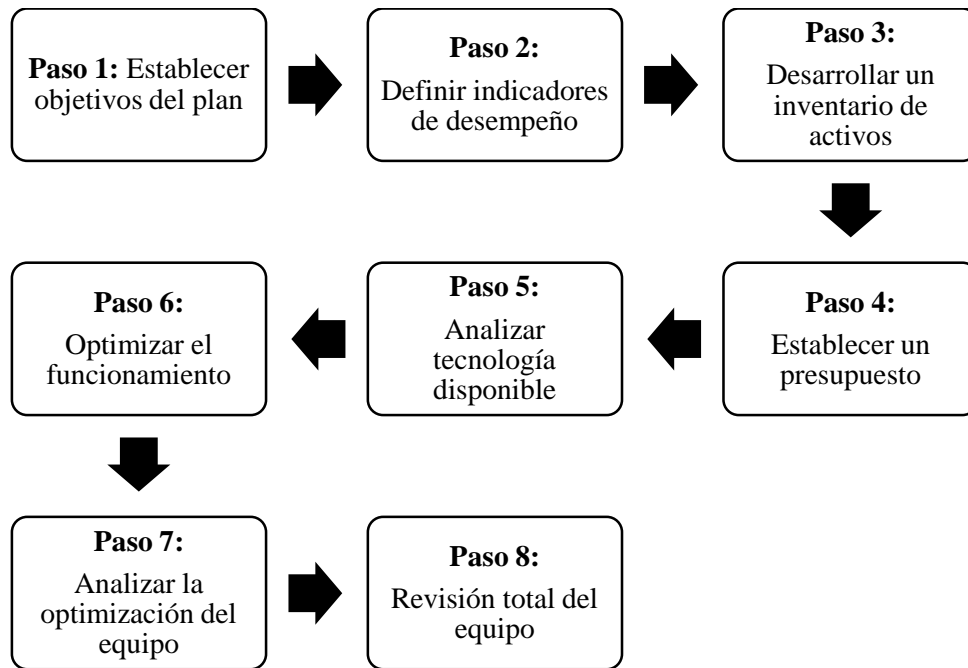 Paso 1: Establecer
objetivos del plan
Paso 2:
Definir indicadores
de desempeño
Paso 3:
Desarrollar un
inventario de
activos
Paso 4:
Establecer un
presupuesto
Paso 5:
Analizar
tecnología
disponible
Paso 6:
Optimizar el
funcionamiento
Paso 7:
Analizar la
optimización del
equipo
Paso 8:
Revisión total del
equipo